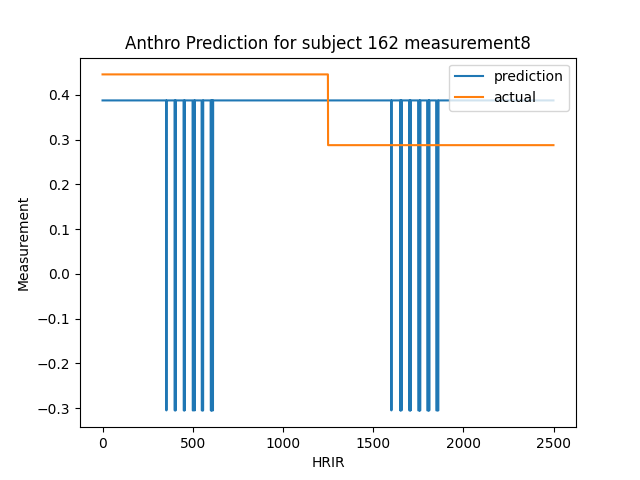 Anthro Prediction for subject 162 measurement8
prediction
actual
0.4
0.3
0.2
0.1
0.0
−0.1
−0.2
−0.3
Measurement
0 500 1000 1500 2000 2500
HRIR